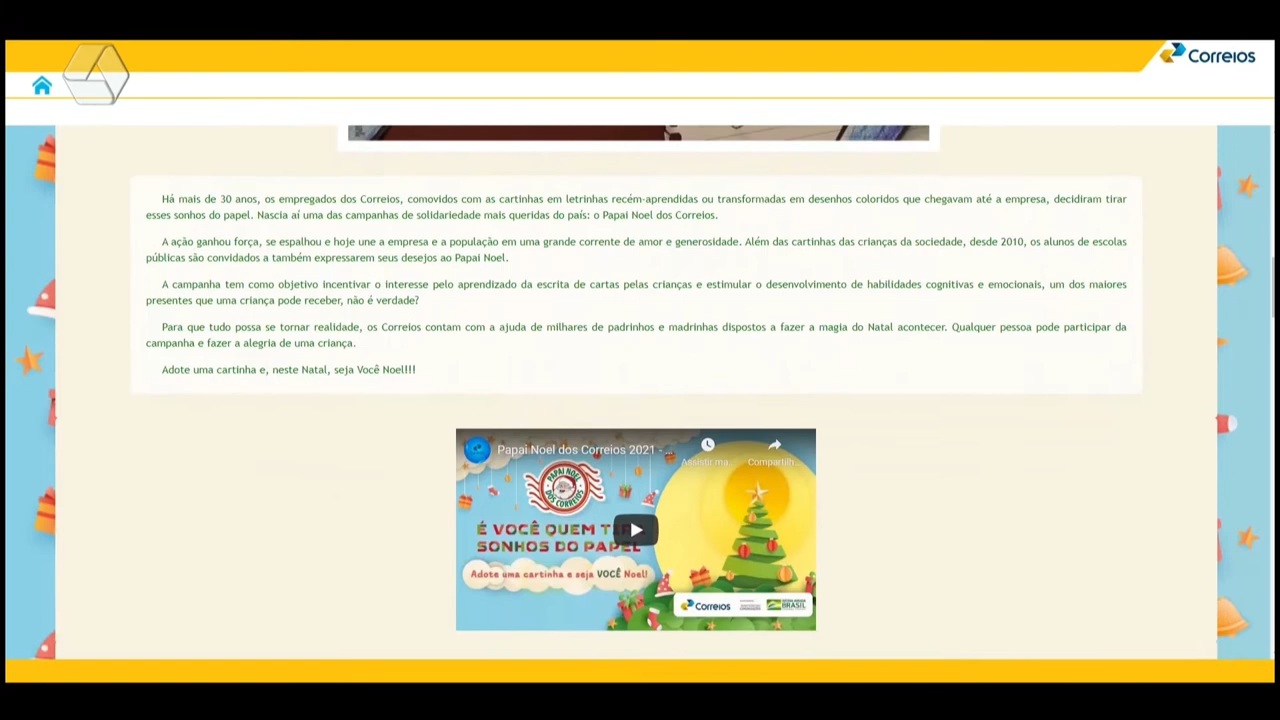 Correios
Há mais de 30 anos, os empregados dos Correios, comovidos com as cartinhas em letrinhas recém-aprendidas ou transformadas em desenhos coloridos que chegavam até a empresa, decidiram tirar
esses sonhos do papel. Nascia aí uma das campanhas de solidariedade mais queridas do país: o Papai Noel dos Correios.
A ação ganhou força, se espalhou e hoje une a empresa e a população em uma grande corrente de amor e generosidade. Além das cartinhas das crianças da sociedade, desde 2010, os alunos de escolas
públicas são convidados a também expressarem seus desejos ao Papai Noel.
A campanha tem como objetivo incentivar o interesse pelo aprendizado da escrita de cartas pelas crianças e estimular o desenvolvimento de habilidades cognitivas e emocionais, um dos maiores
presentes que uma criança pode receber, não é verdade?
Para que tudo possa se tornar realidade, os Correios contam com a ajuda de milhares de padrinhos e madrinhas dispostos a fazer a magia do Natal acontecer. Qualquer pessoa pode participar da
campanha e fazer a alegria de uma criança.
Adote uma cartinha e, neste Natal, seja Você Noel!!!
Papai Noel dos Correios 2021 - ...
Assistir ma...
Compartilh...
PAPAI NOEL
DOS CORREIOS
É VOCÊ QUEM
SONHOS DO PAPEL
Adote uma cartinha e seja VOCÊ Noel!
Correios
BRASIL